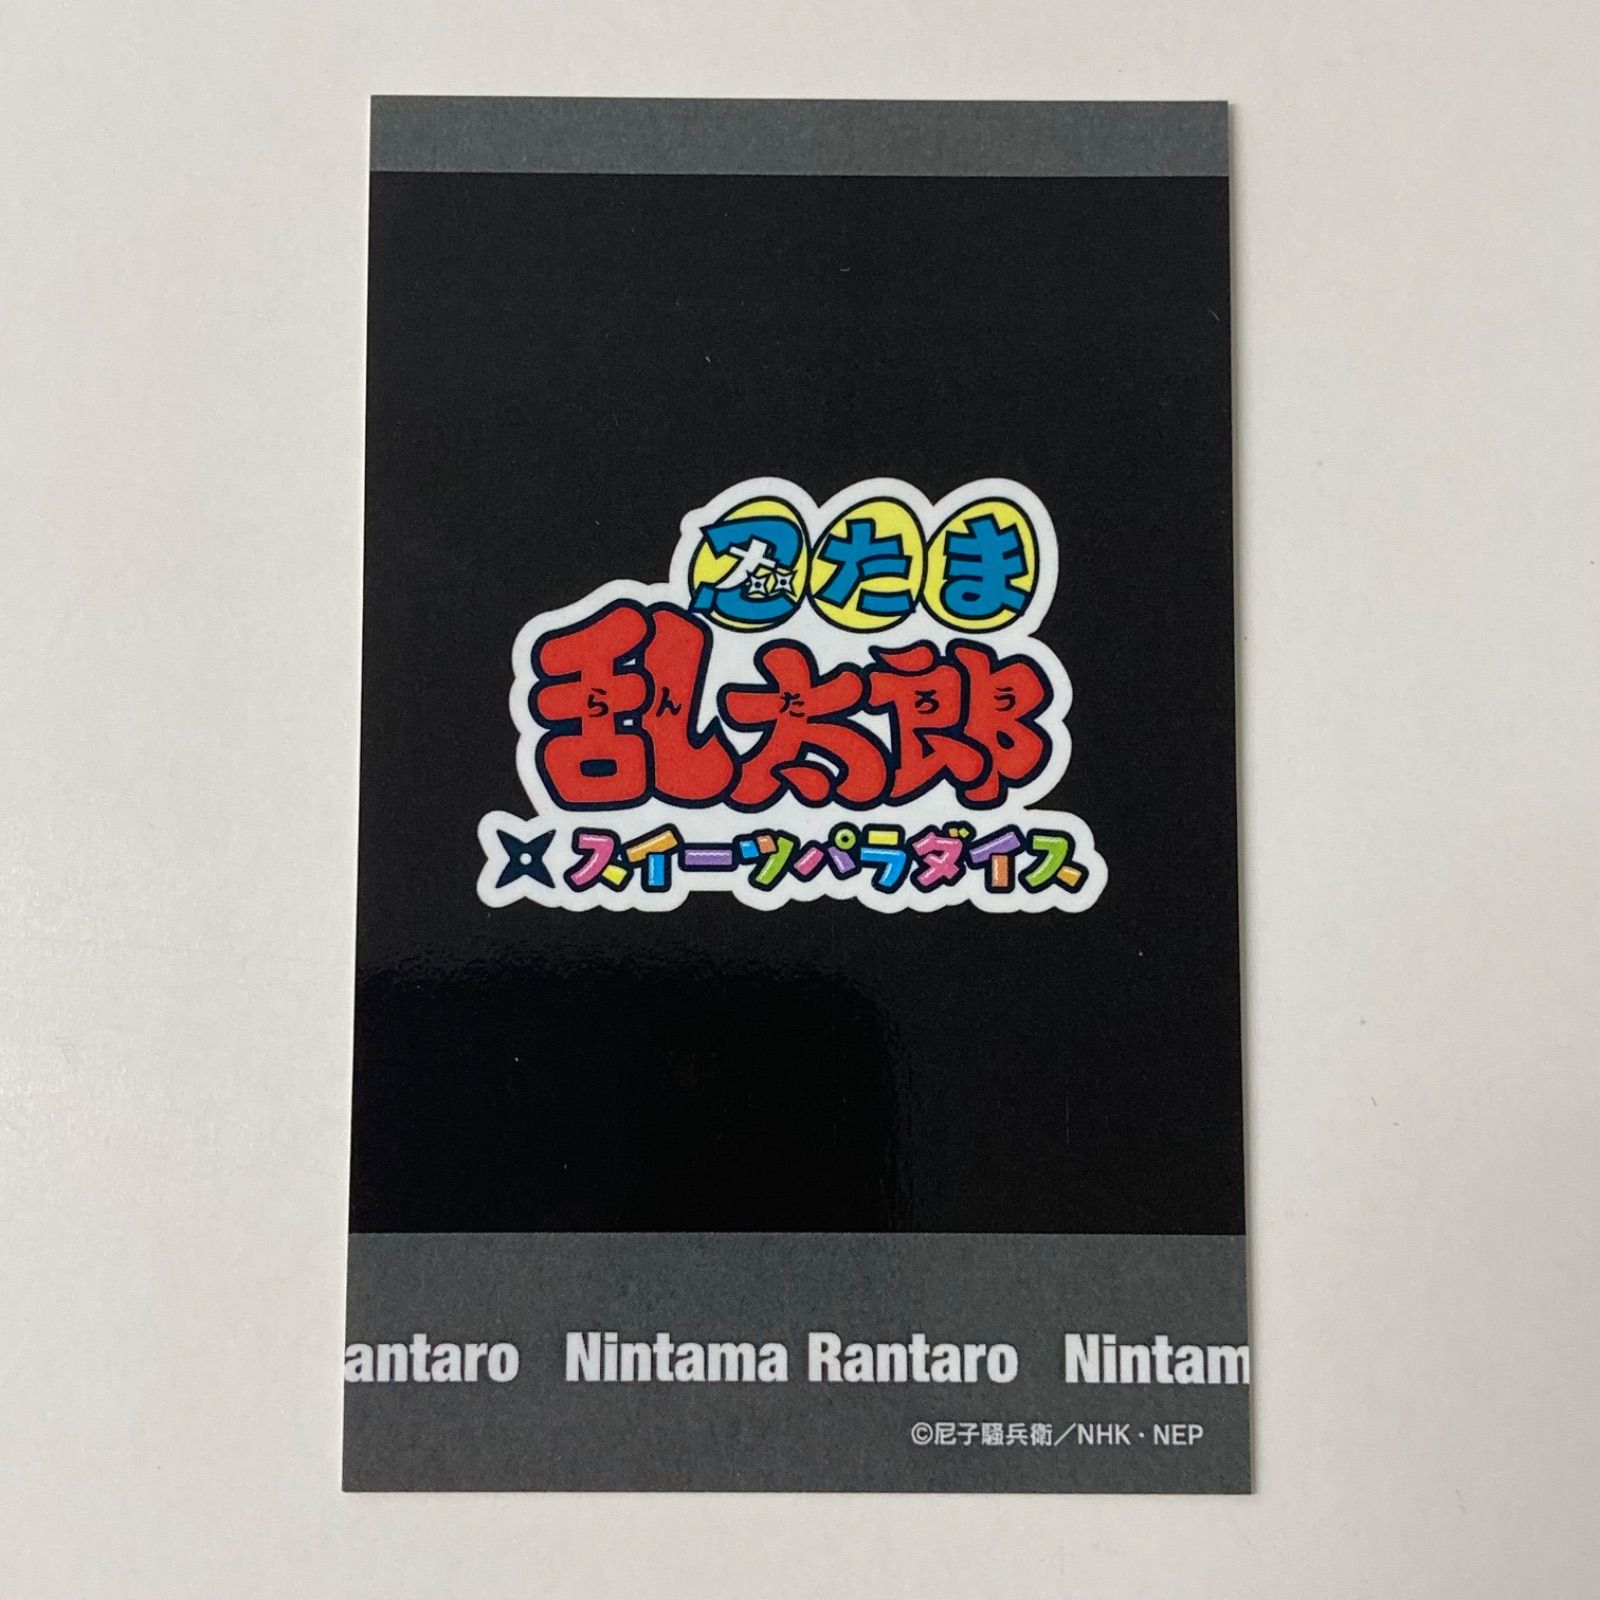 忍たま
乱太郎
らんたろう
スイーツパラダイス
antaro Nintama Rantaro Nintam
©尼子騒兵衛／NHK・NEP